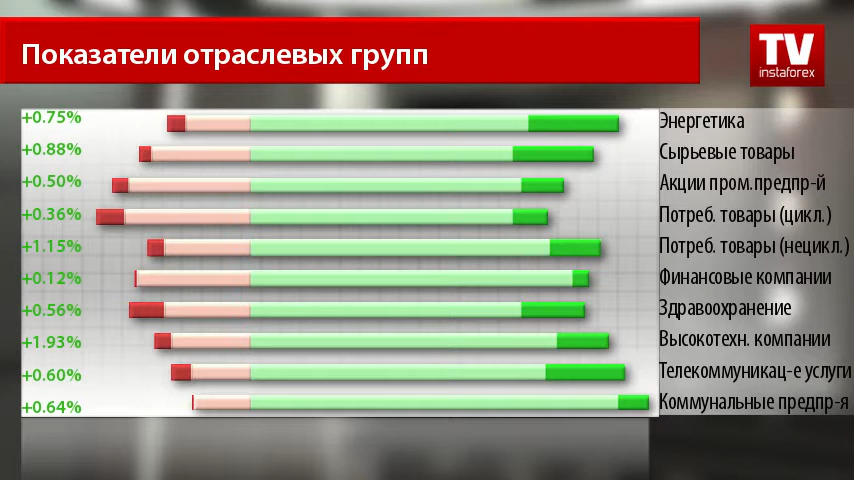 Показатели отраслевых групп
TV
instaforex
+0.75% Энергетика
+0.88% Сырьевые товары
+0.50% Акции пром.предпр-й
+0.36% Потреб. товары (цикл.)
+1.15% Потреб. товары (нецикл.)
+0.12% Финансовые компании
+0.56% Здравоохранение
+1.93% Высокотехн. компании
+0.60% Телекоммуникац-е услуги
+0.64% Коммунальные предпр-я